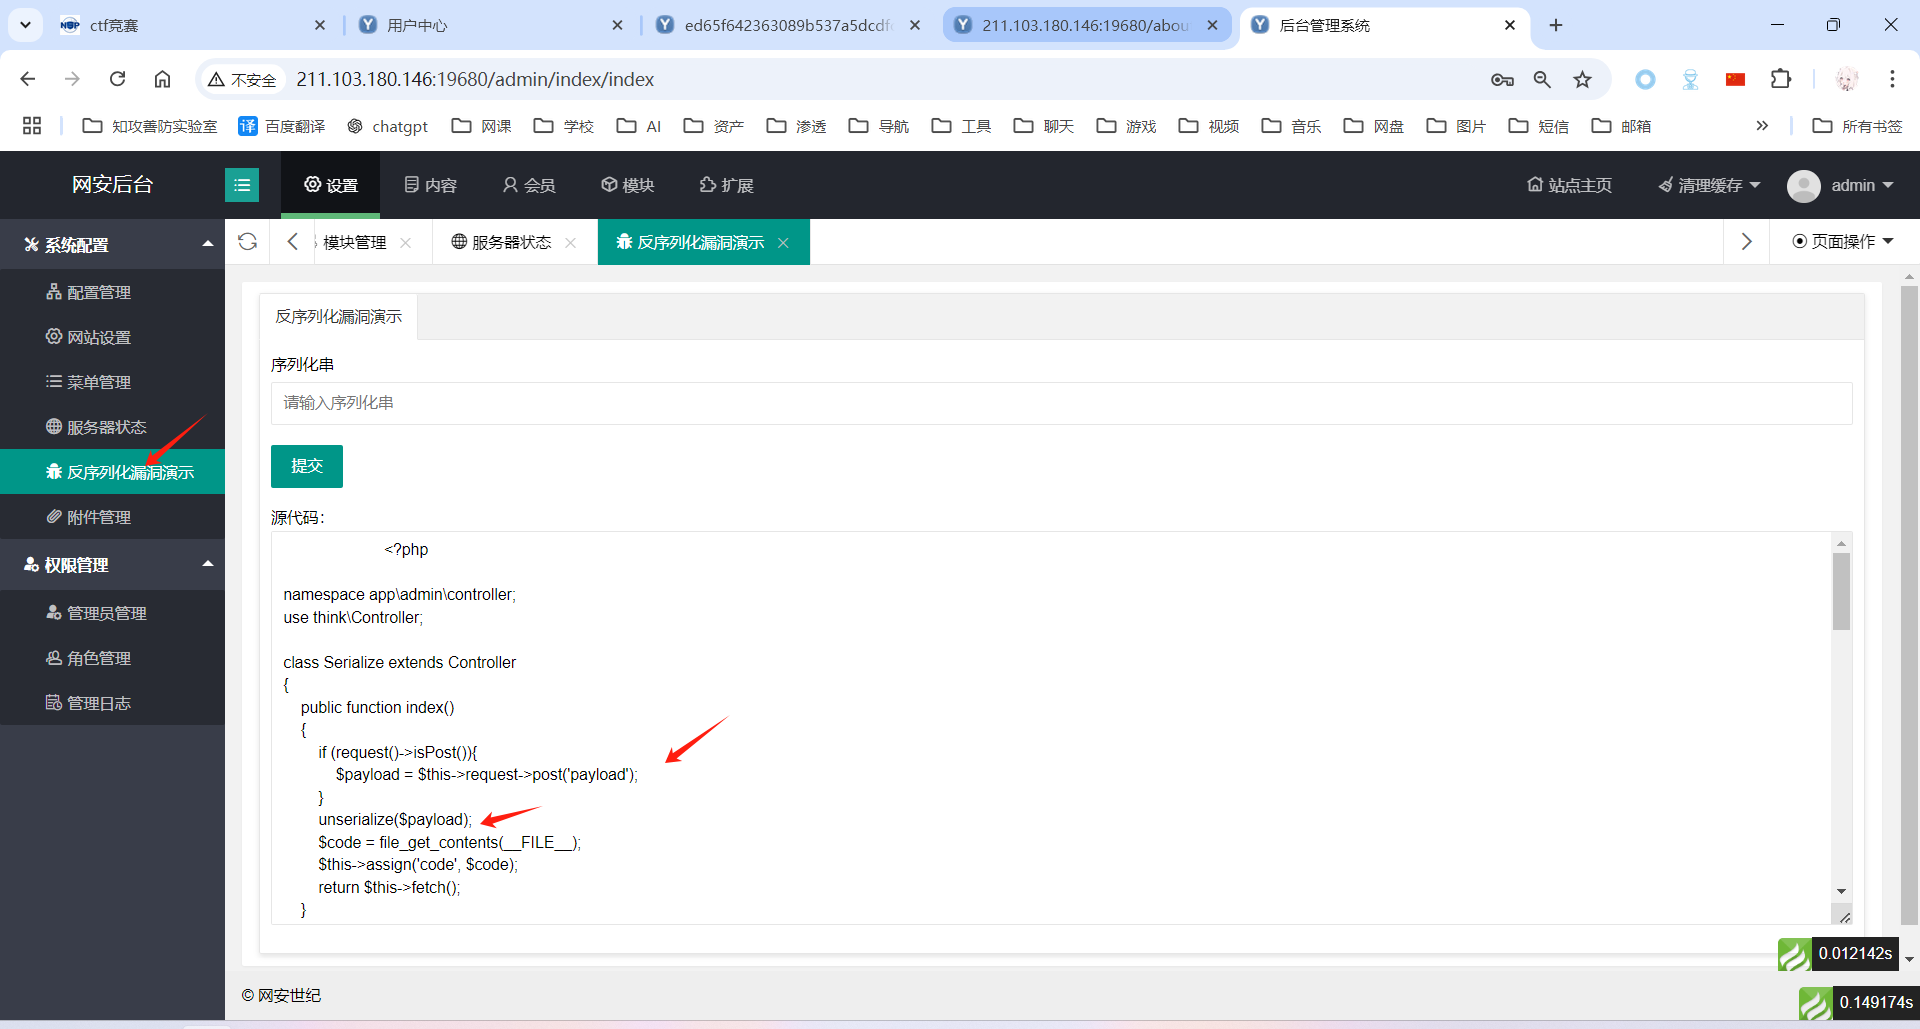 ctf竞赛
用户中心
ed65f642363089b537a5dcdf
211.103.180.146:19680/abou
后台管理系统
不安全
211.103.180.146:19680/admin/index/index
知攻善防实验室
译 百度翻译
chatgpt
网课
学校
AI
资产
渗透
导航
工具
聊天
游戏
视频
音乐
网盘
图片
短信
邮箱
所有书签
网安后台
设置
内容
会员
模块
扩展
站点主页
清理缓存
admin
系统配置
模块管理
服务器状态
反序列化漏洞演示
页面操作
配置管理
网站设置
菜单管理
服务器状态
反序列化漏洞演示
附件管理
权限管理
管理员管理
角色管理
管理日志
反序列化漏洞演示
序列化串
请输入序列化串
提交
源代码:
<?php
namespace app\admin\controller;
use think\Controller;
class Serialize extends Controller
{
public function index()
{
if (request()->isPost()){
$payload = $this->request->post('payload');
}
unserialize($payload);
$code = file_get_contents(__FILE__);
$this->assign('code', $code);
return $this->fetch();
}
0.012142s
© 网安世纪
0.149174s